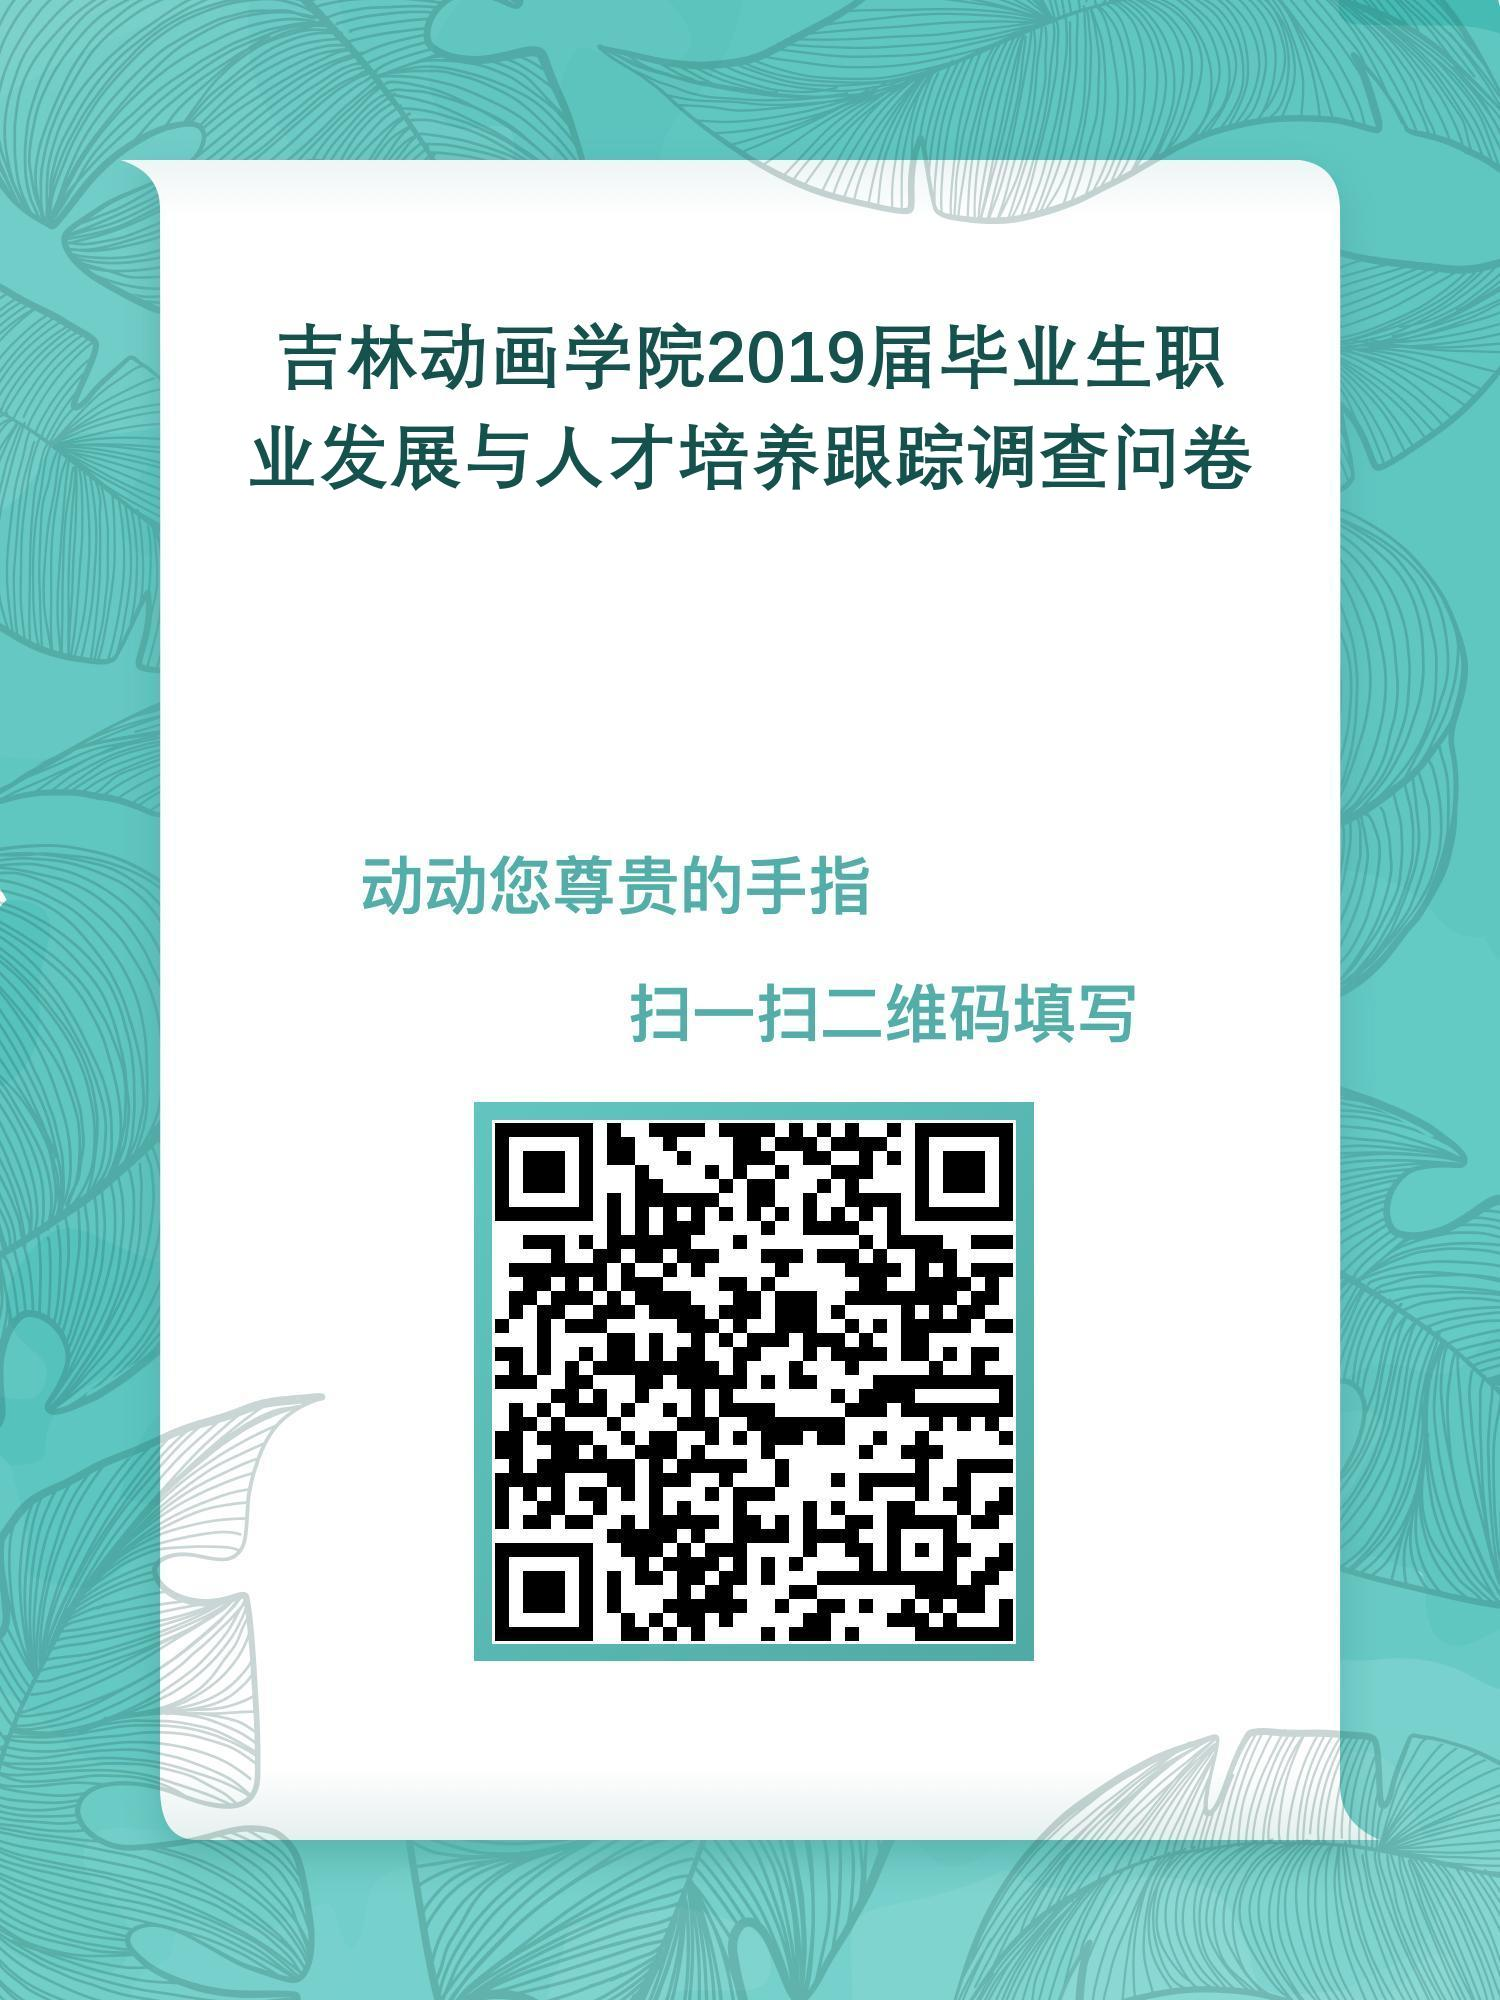 吉林动画学院2019届毕业生职
业发展与人才培养跟踪调查问卷
动动您尊贵的手指
扫一扫二维码填写